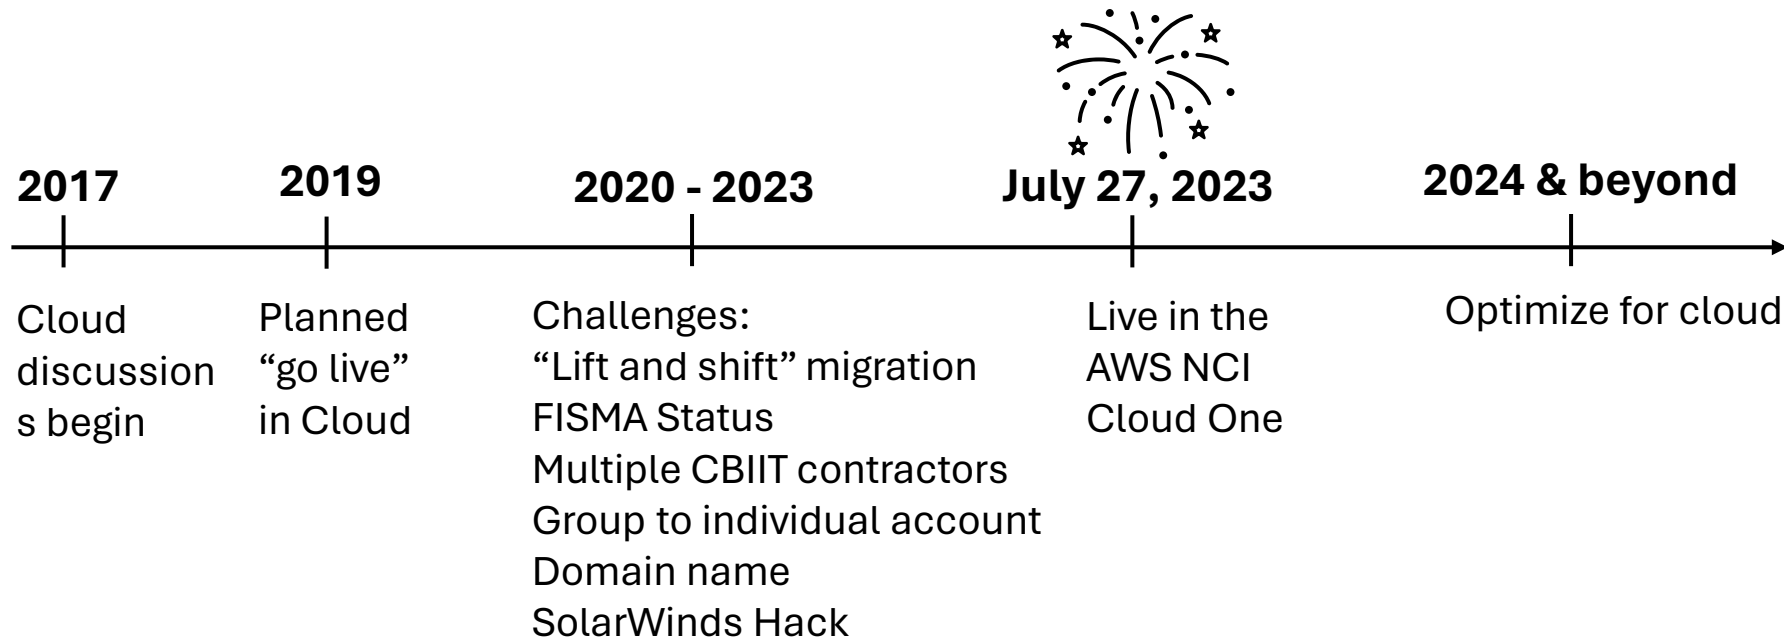 2017
2019
2020 - 2023
July 27, 2023
2024 & beyond
Cloud
discussion
s begin
Planned
“go live”
in Cloud
Challenges:
“Lift and shift” migration
FISMA Status
Multiple CBIIT contractors
Group to individual account
Domain name
SolarWinds Hack
Live in the
AWS NCI
Cloud One
Optimize for cloud